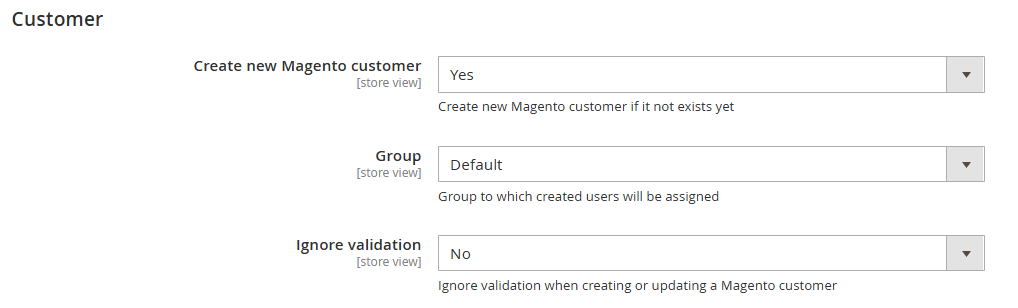 Customer
Create new Magento customer
[store view]
Yes
Create new Magento customer if it not exists yet
Group
[store view]
Default
Group to which created users will be assigned
Ignore validation
[store view]
No
Ignore validation when creating or updating a Magento customer